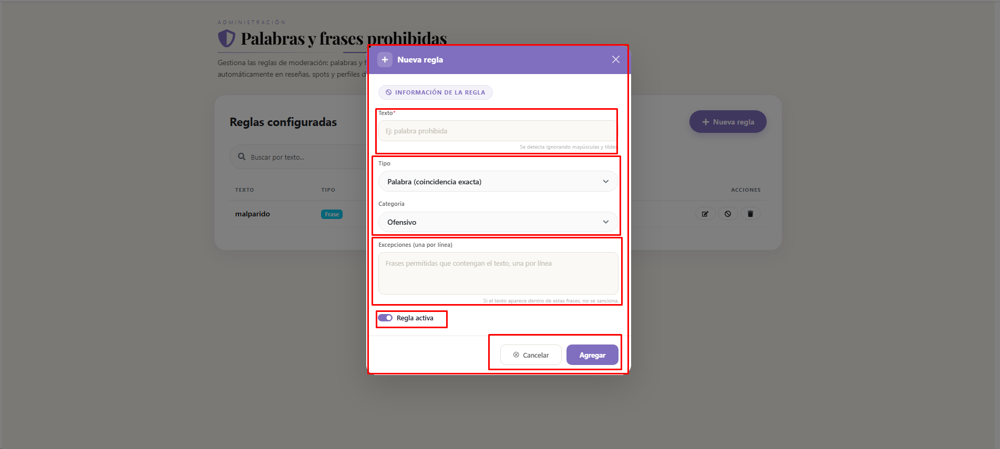 ADMINISTRACIÓN
Palabras y frases prohibidas
Gestiona las reglas de moderación: palabras y f
automáticamente en reseñas, spots y perfiles d
Reglas configuradas
Nueva regla
Buscar por texto...
TEXTO TIPO ACCIONES
malparido Frase
Nueva regla
INFORMACIÓN DE LA REGLA
Texto*
Ej: palabra prohibida
Se detecta ignorando mayúsculas y tildes.
Tipo
Palabra (coincidencia exacta)
Categoría
Ofensivo
Excepciones (una por línea)
Frases permitidas que contengan el texto, una por línea
Si el texto aparece dentro de estas frases, no se sanciona.
Regla activa
Cancelar Agregar